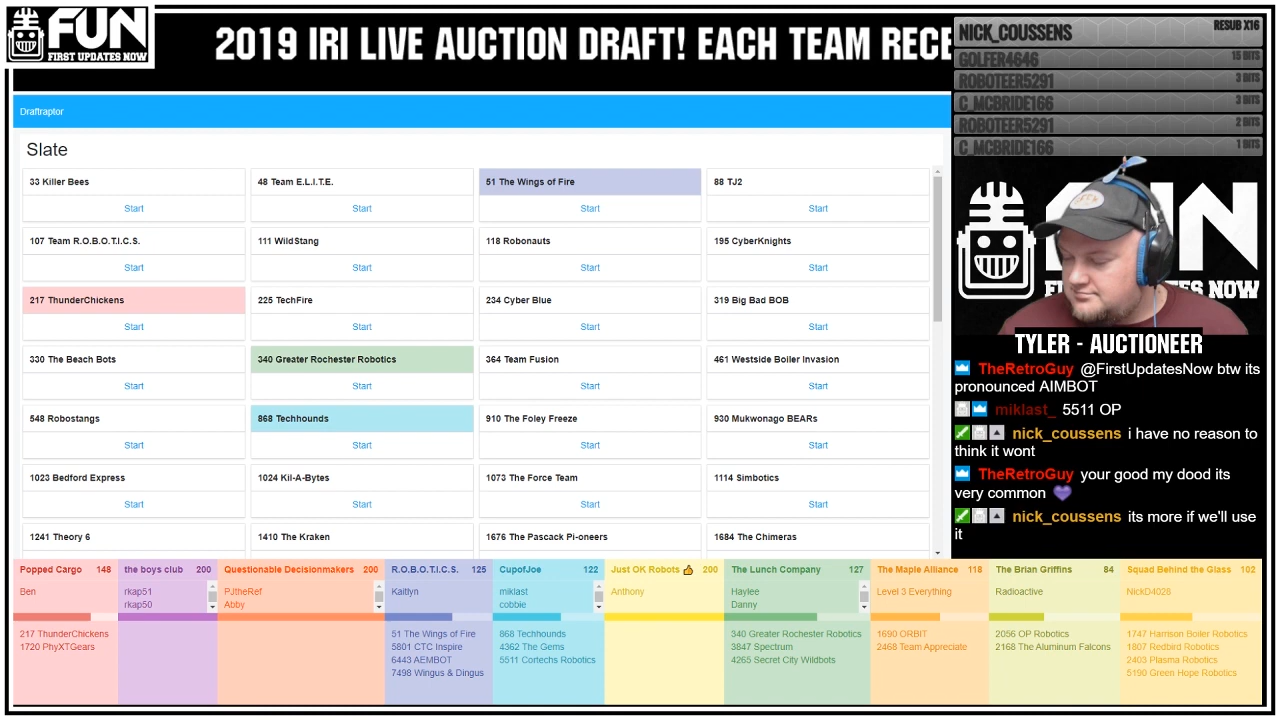 FUN
FIRST UPDATES NOW
2019 IRI LIVE AUCTION DRAFT! EACH TEAM RECE
NICK_COUSSENS RESUB X16
GOLFER4646 15 BITS
ROBOTEER5291 3 BITS
C_MCBRIDE166 3 BITS
ROBOTEER5291 2 BITS
C_MCBRIDE166 1 BITS
Draftraptor
Slate
33 Killer Bees
Start
48 Team E.L.I.T.E.
Start
51 The Wings of Fire
Start
88 TJ2
Start
107 Team R.O.B.O.T.I.C.S.
Start
111 WildStang
Start
118 Robonauts
Start
195 CyberKnights
Start
217 ThunderChickens
Start
225 TechFire
Start
234 Cyber Blue
Start
319 Big Bad BOB
Start
330 The Beach Bots
Start
340 Greater Rochester Robotics
Start
364 Team Fusion
Start
461 Westside Boiler Invasion
Start
548 Robostangs
Start
868 Techhounds
Start
910 The Foley Freeze
Start
930 Mukwonago BEARs
Start
1023 Bedford Express
Start
1024 Kil-A-Bytes
Start
1073 The Force Team
Start
1114 Simbotics
Start
1241 Theory 6
1410 The Kraken
1676 The Pascack Pi-oneers
1684 The Chimeras
TYLER - AUCTIONEER
TheRetroGuy @FirstUpdatesNow btw its
pronounced AIMBOT
miklast_ 5511 OP
nick_coussens i have no reason to
think it wont
TheRetroGuy your good my dood its
very common
nick_coussens its more if we'll use
it
Popped Cargo 148
Ben
217 ThunderChickens
1720 PhyXTGears
the boys club 200
rkap51
rkap50
Questionable Decisionmakers 200
PJtheRef
Abby
R.O.B.O.T.I.C.S. 125
Kaitlyn
51 The Wings of Fire
5801 CTC Inspire
6443 AEMBOT
7498 Wingus & Dingus
CupofJoe 122
miklast
cobbie
868 Techhounds
4362 The Gems
5511 Cortechs Robotics
Just OK Robots 200
Anthony
The Lunch Company 127
Haylee
Danny
340 Greater Rochester Robotics
3847 Spectrum
4265 Secret City Wildbots
The Maple Alliance 118
Level 3 Everything
1690 ORBIT
2468 Team Appreciate
The Brian Griffins 84
Radioactive
2056 OP Robotics
2168 The Aluminum Falcons
Squad Behind the Glass 102
NickD4028
1747 Harrison Boiler Robotics
1807 Redbird Robotics
2403 Plasma Robotics
5190 Green Hope Robotics